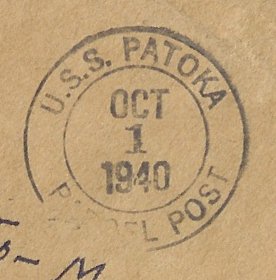 U.S.S. PATOKA
OCT
1
1940
PARCEL POST